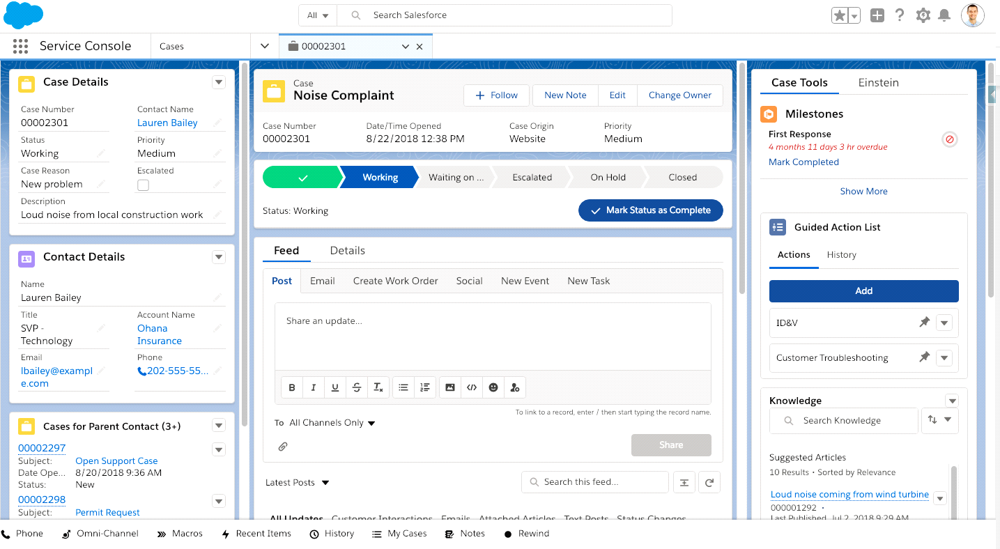 All
Search Salesforce
Service Console
Cases
00002301
Case Details
Case Number
Contact Name
00002301
Lauren Bailey
Status
Priority
Working
Medium
Case Reason
Escalated
New problem
Description
Loud noise from local construction work
Contact Details
Name
Lauren Bailey
Title
Account Name
SVP -
Technology
Ohana
Insurance
Email
Phone
lbailey@exampl
e.com
202-555-55...
Cases for Parent Contact (3+)
00002297
Subject: Open Support Case
Date Ope... 8/20/2018 9:36 AM
Status: New
00002298
Subject: Permit Request
Case
Noise Complaint
Follow
New Note
Edit
Change Owner
Case Number
Date/Time Opened
Case Origin
Priority
00002301
8/22/2018 12:38 PM
Website
Medium
Working
Waiting on ...
Escalated
On Hold
Closed
Status: Working
Mark Status as Complete
Feed
Details
Post
Email
Create Work Order
Social
New Event
New Task
Share an update...
B I U S Tx
To link to a record, enter / then start typing the record name.
To All Channels Only
Share
Latest Posts
Search this feed...
All Updates Customer Interactions Emails Attached Articles Text Posts Status Changes
Case Tools
Einstein
Milestones
First Response
4 months 11 days 3 hr overdue
Mark Completed
Show More
Guided Action List
Actions
History
Add
ID&V
Customer Troubleshooting
Knowledge
Search Knowledge
Suggested Articles
10 Results • Sorted by Relevance
Loud noise coming from wind turbine
000001292 •
Last Published Jul 2, 2018 9:29 AM
Phone
Omni-Channel
Macros
Recent Items
History
My Cases
Notes
Rewind